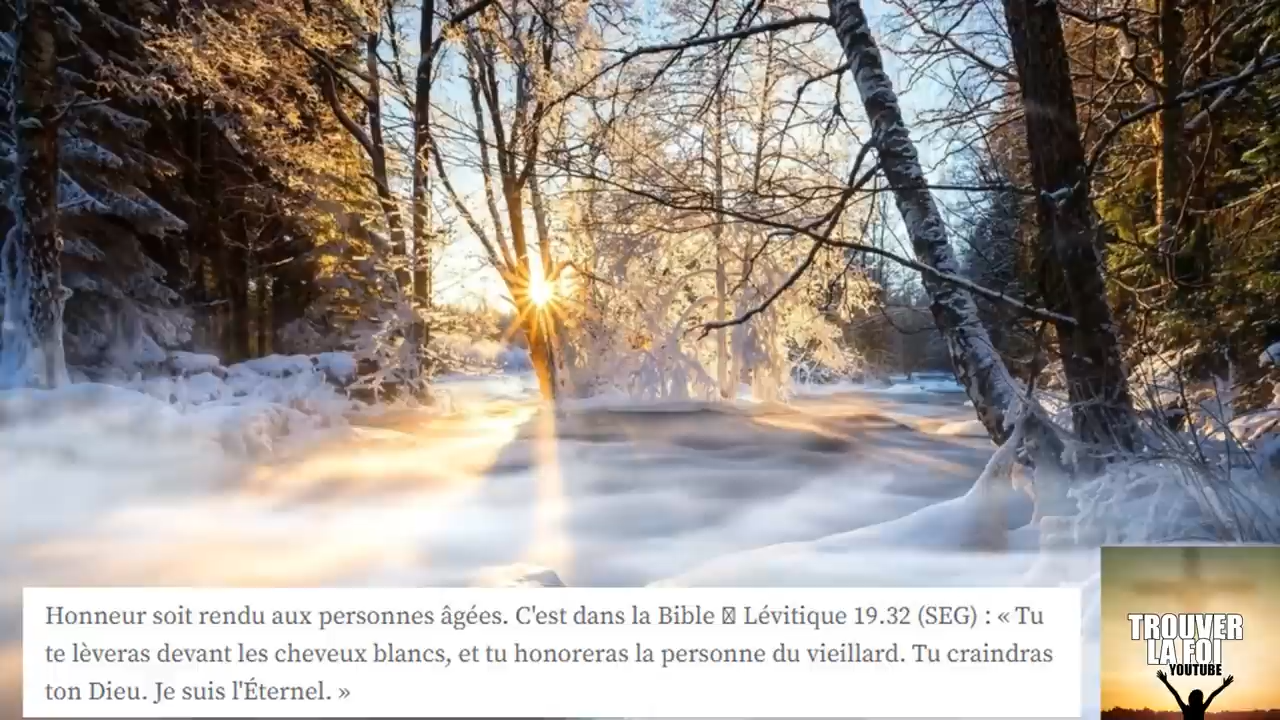 Honneur soit rendu aux personnes âgées. C'est dans la Bible Lévitique 19.32 (SEG) : « Tu
te lèveras devant les cheveux blancs, et tu honoreras la personne du vieillard. Tu craindras
ton Dieu. Je suis l'Éternel. »
TROUVER
LA FOI
YOUTUBE